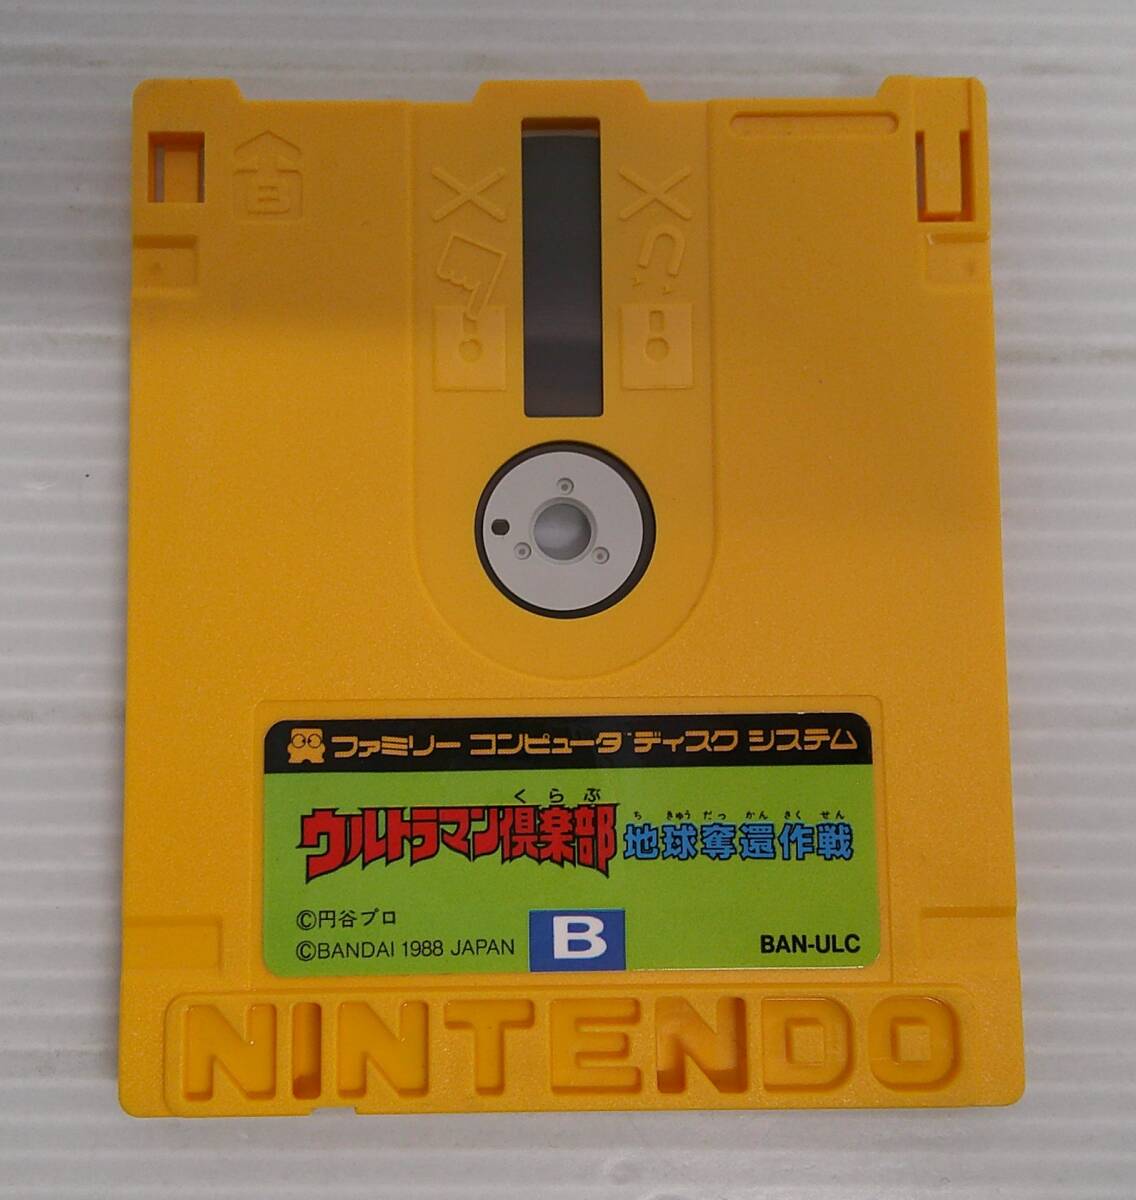 ファミリー コンピュータ ディスク システム
くらぶ
ウルトラマン倶楽部
ち きゅう だっ かん さく せん
地球奪還作戦
©円谷プロ
©BANDAI 1988 JAPAN
B
BAN-ULC
NINTENDO